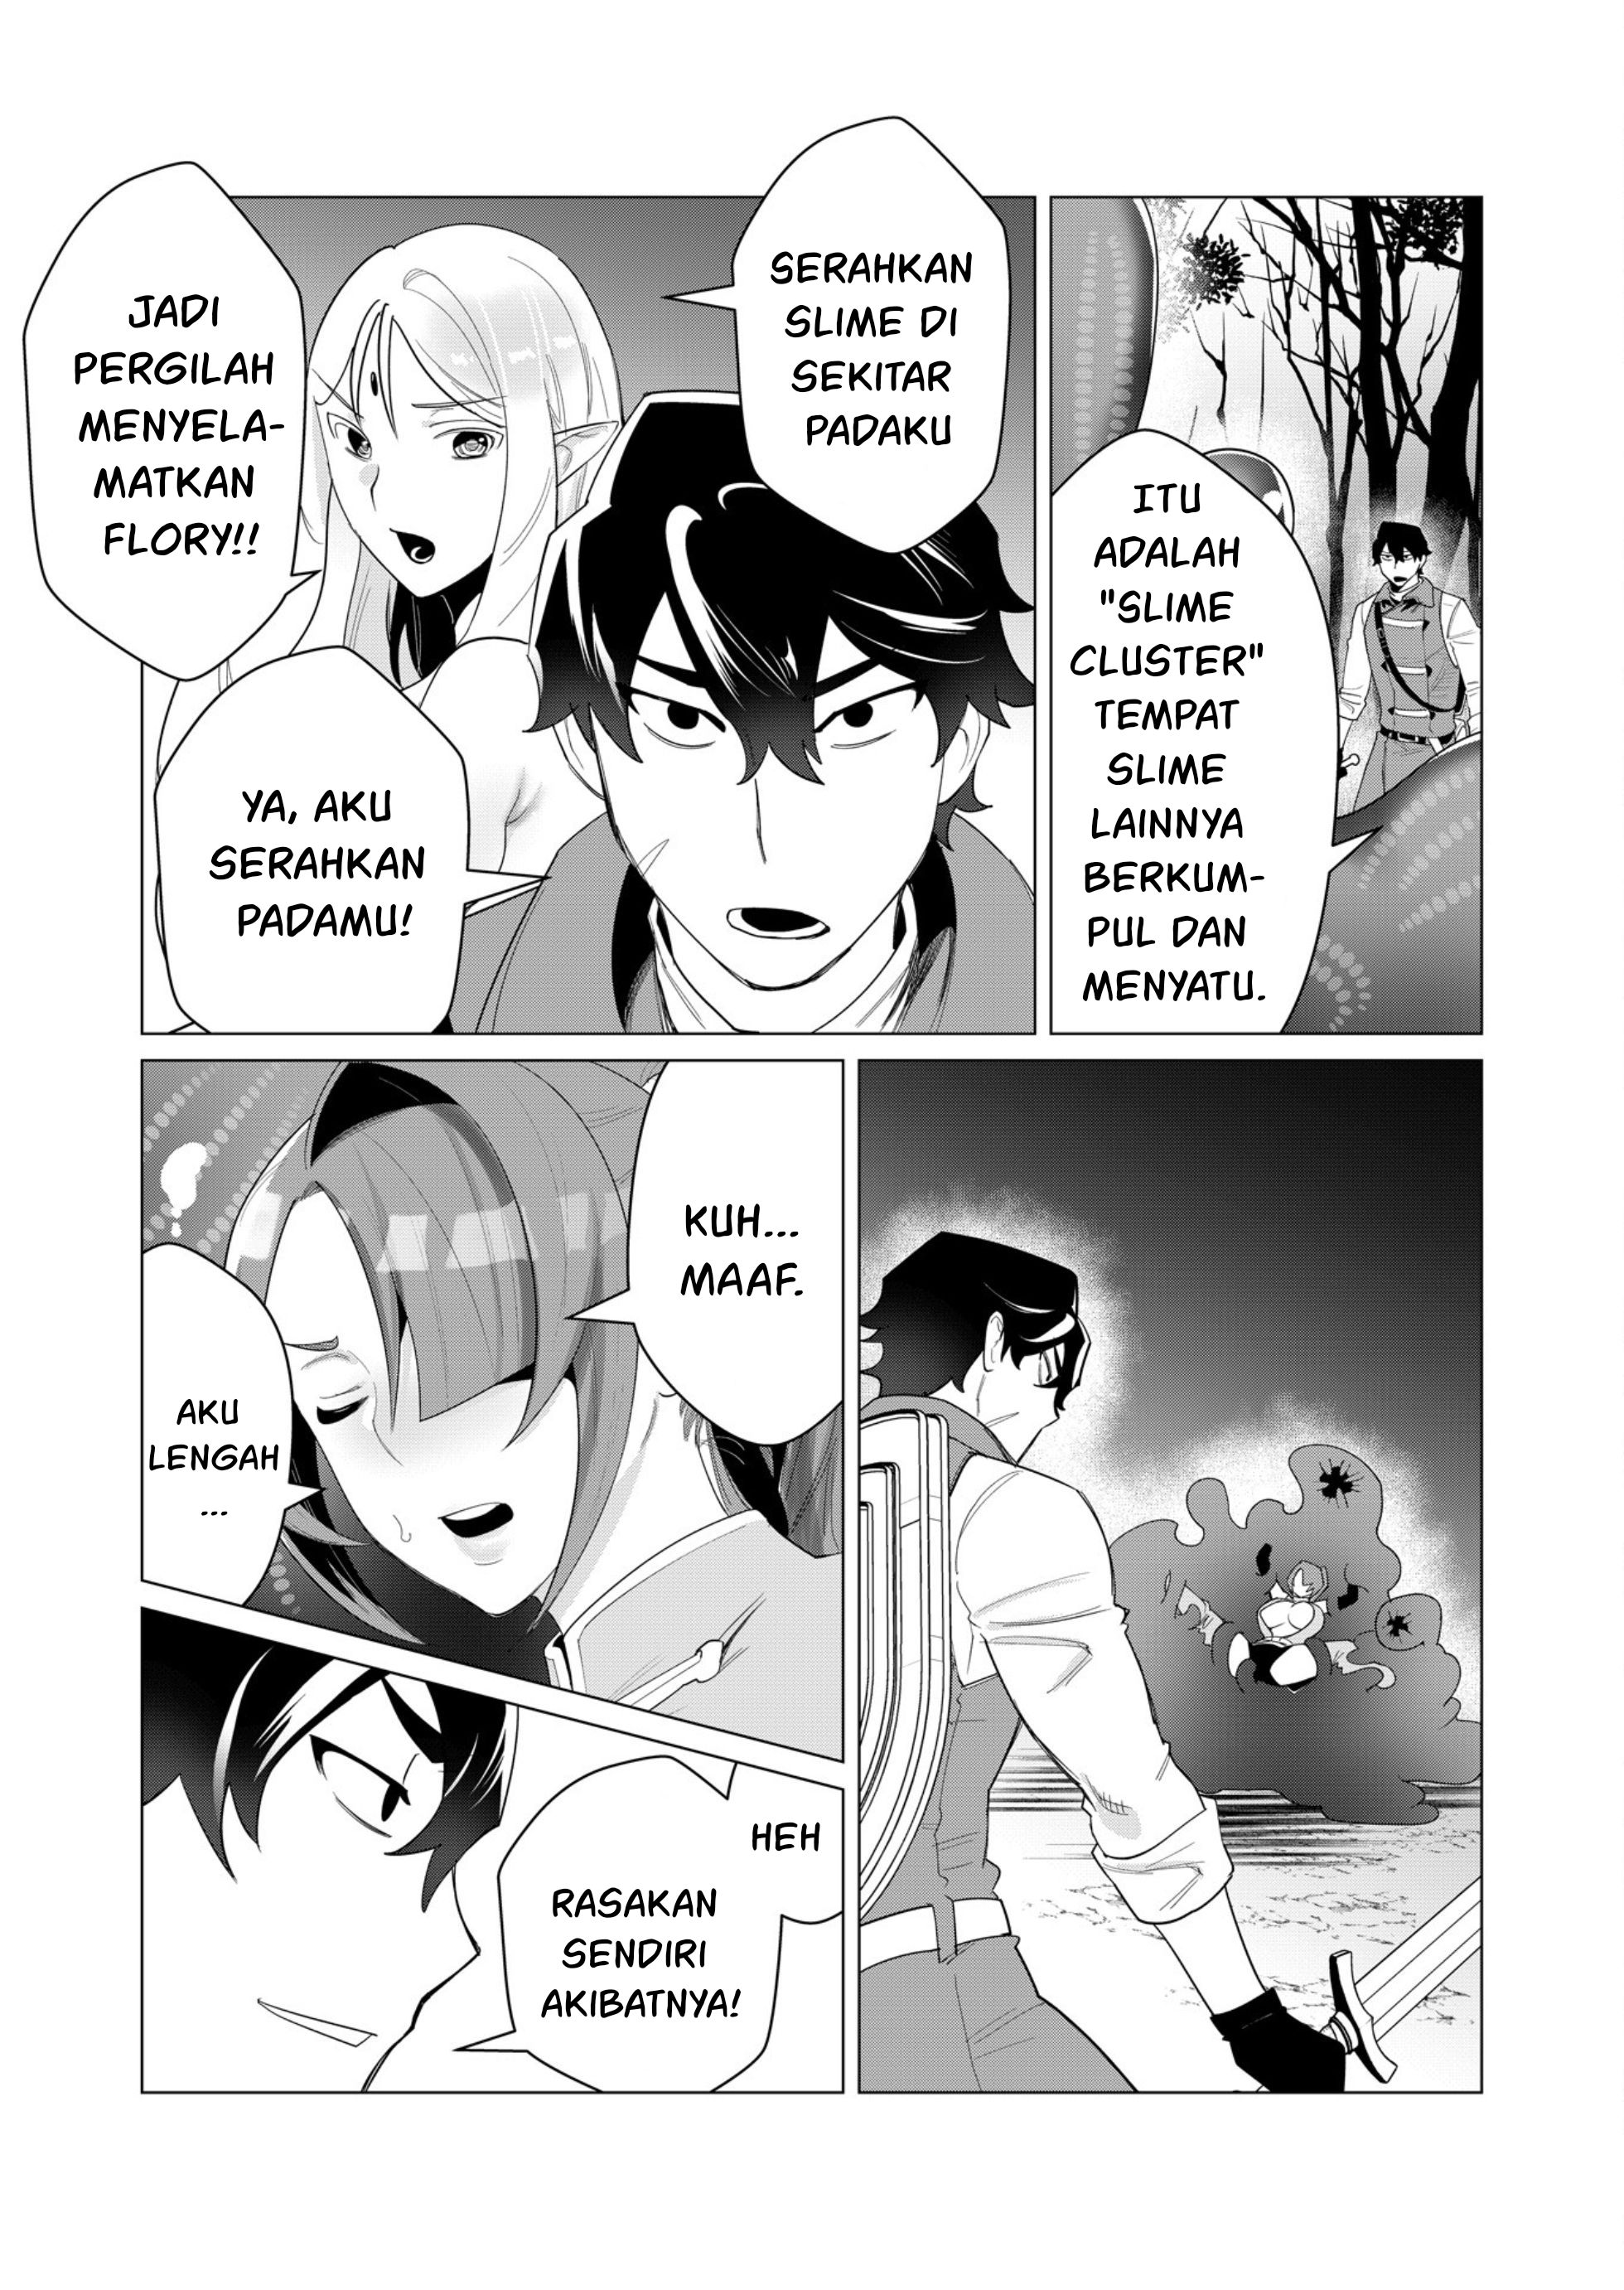 ITU
ADALAH
"SLIME
CLUSTER"
TEMPAT
SLIME
LAINNYA
BERKUM-
PUL DAN
MENYATU.
SERAHKAN
SLIME DI
SEKITAR
PADAKU
JADI
PERGILAH
MENYELA-
MATKAN
FLORY!!
YA, AKU
SERAHKAN
PADAMU!
KUH...
MAAF.
AKU
LENGAH
...
HEH
RASAKAN
SENDIRI
AKIBATNYA!